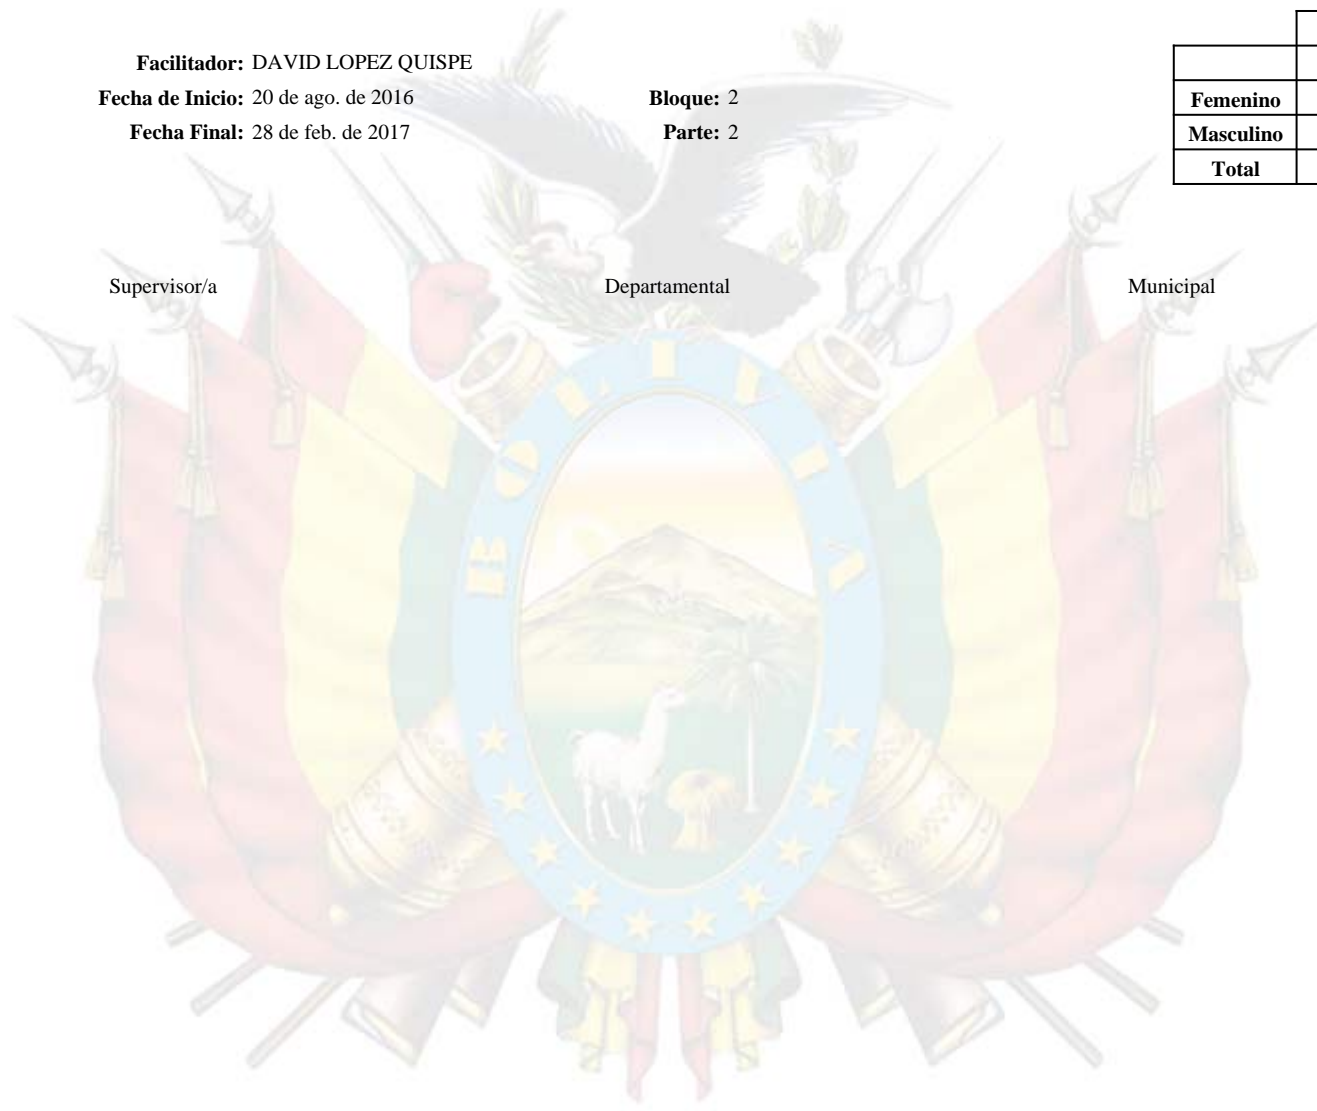 Facilitador: DAVID LOPEZ QUISPE
Fecha de Inicio: 20 de ago. de 2016 Bloque: 2
Fecha Final: 28 de feb. de 2017 Parte: 2
Femenino
Masculino
Total
Supervisor/a Departamental Municipal
BOLIVIA